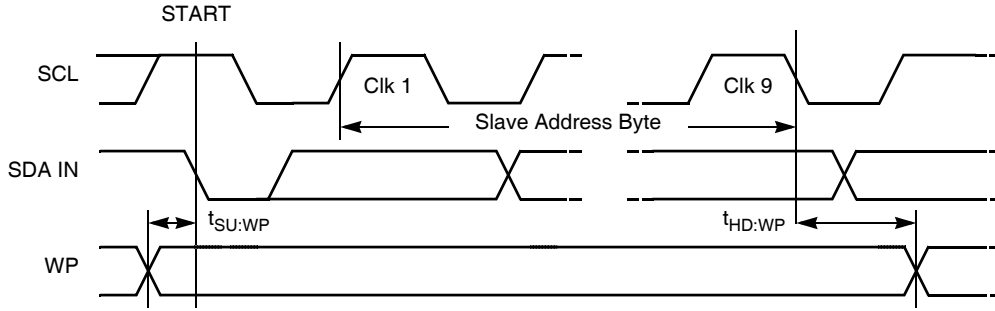 START
SCL
Clk 1
Clk 9
Slave Address Byte
SDA IN
tSU:WP
tHD:WP
WP